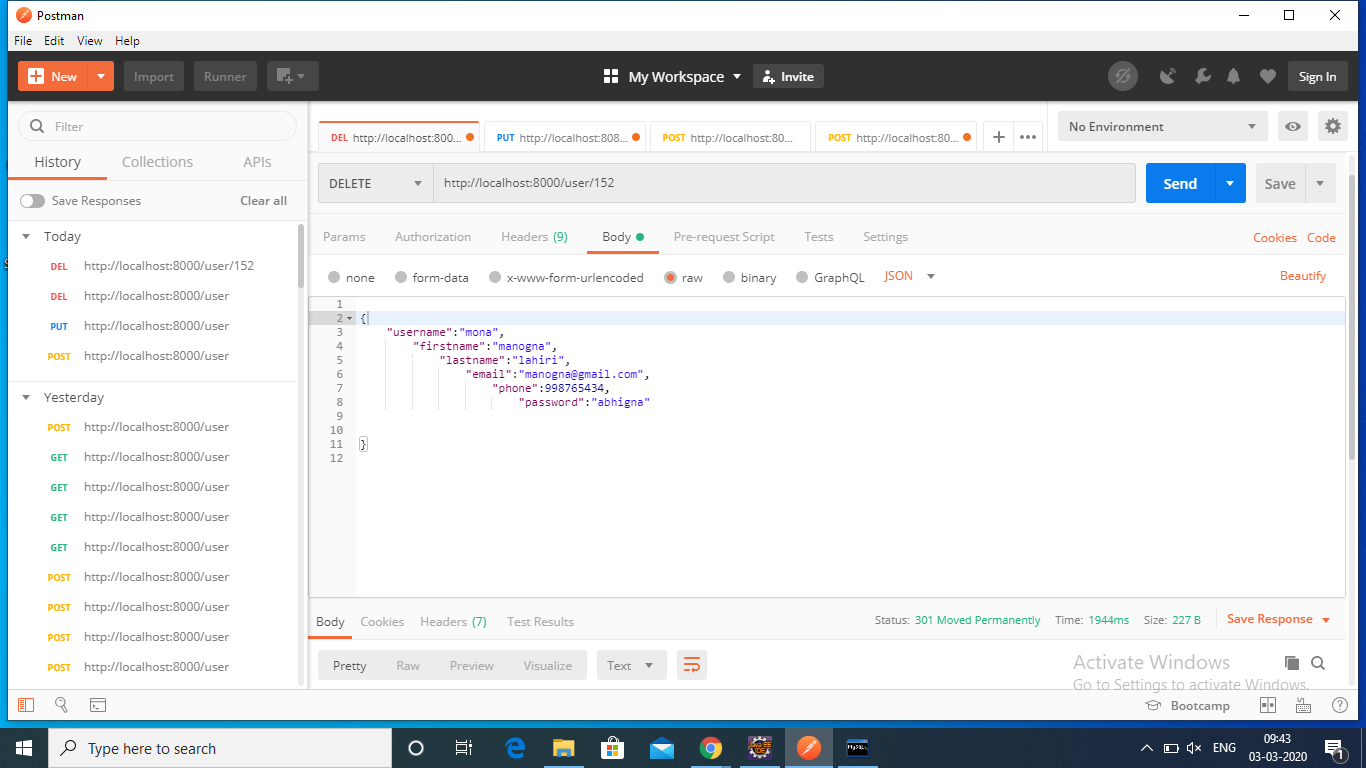 Postman
File Edit View Help
New Import Runner My Workspace Invite Sign In
Filter
History Collections APIs
Save Responses Clear all
Today
DEL http://localhost:8000/user/152
DEL http://localhost:8000/user
PUT http://localhost:8000/user
POST http://localhost:8000/user
Yesterday
POST http://localhost:8000/user
GET http://localhost:8000/user
GET http://localhost:8000/user
GET http://localhost:8000/user
GET http://localhost:8000/user
POST http://localhost:8000/user
POST http://localhost:8000/user
POST http://localhost:8000/user
POST http://localhost:8000/user
DEL http://localhost:800... PUT http://localhost:808... POST http://localhost:80... POST http://localhost:80... No Environment
DELETE http://localhost:8000/user/152 Send Save
Params Authorization Headers (9) Body Pre-request Script Tests Settings Cookies Code
none form-data x-www-form-urlencoded raw binary GraphQL JSON Beautify
1
2 {
3 "username":"mona",
4 "firstname":"manogna",
5 "lastname":"lahiri",
6 "email":"manogna@gmail.com",
7 "phone":998765434,
8 "password":"abhigna"
9
10
11 }
12
Body Cookies Headers (7) Test Results Status: 301 Moved Permanently Time: 1944ms Size: 227 B Save Response
Pretty Raw Preview Visualize Text
Activate Windows
Go to Settings to activate Windows.
Bootcamp
Type here to search ENG 09:43
03-03-2020 1